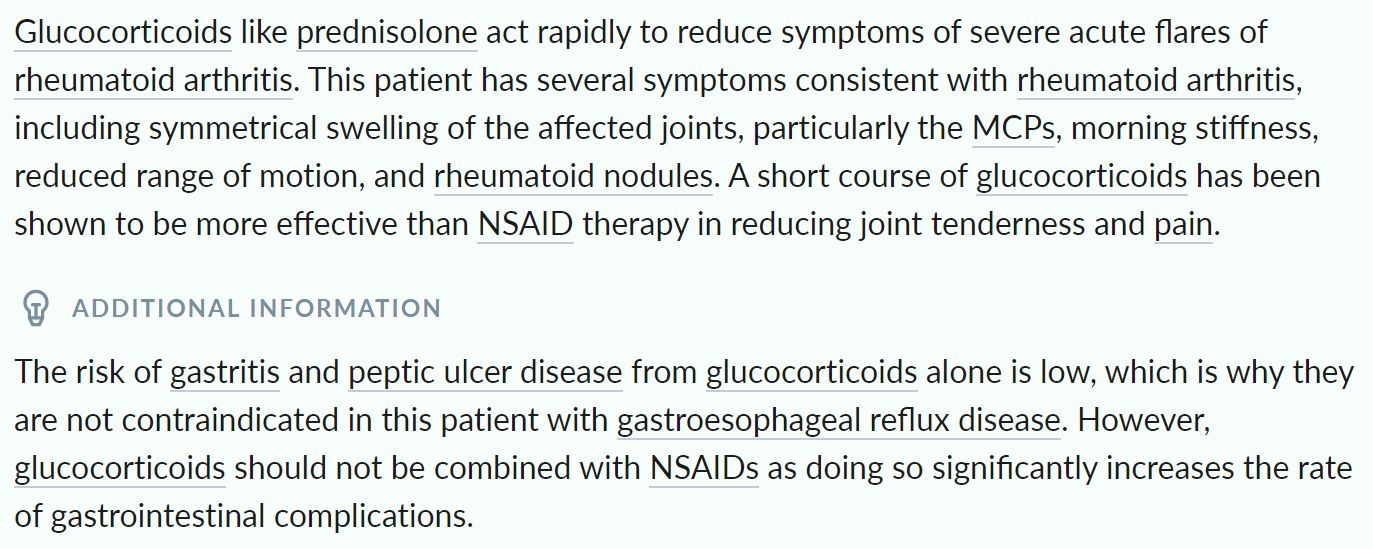 Glucocorticoids like prednisolone act rapidly to reduce symptoms of severe acute flares of
rheumatoid arthritis. This patient has several symptoms consistent with rheumatoid arthritis,
including symmetrical swelling of the affected joints, particularly the MCPs, morning stiffness,
reduced range of motion, and rheumatoid nodules. A short course of glucocorticoids has been
shown to be more effective than NSAID therapy in reducing joint tenderness and pain.
ADDITIONAL INFORMATION
The risk of gastritis and peptic ulcer disease from glucocorticoids alone is low, which is why they
are not contraindicated in this patient with gastroesophageal reflux disease. However,
glucocorticoids should not be combined with NSAIDs as doing so significantly increases the rate
of gastrointestinal complications.